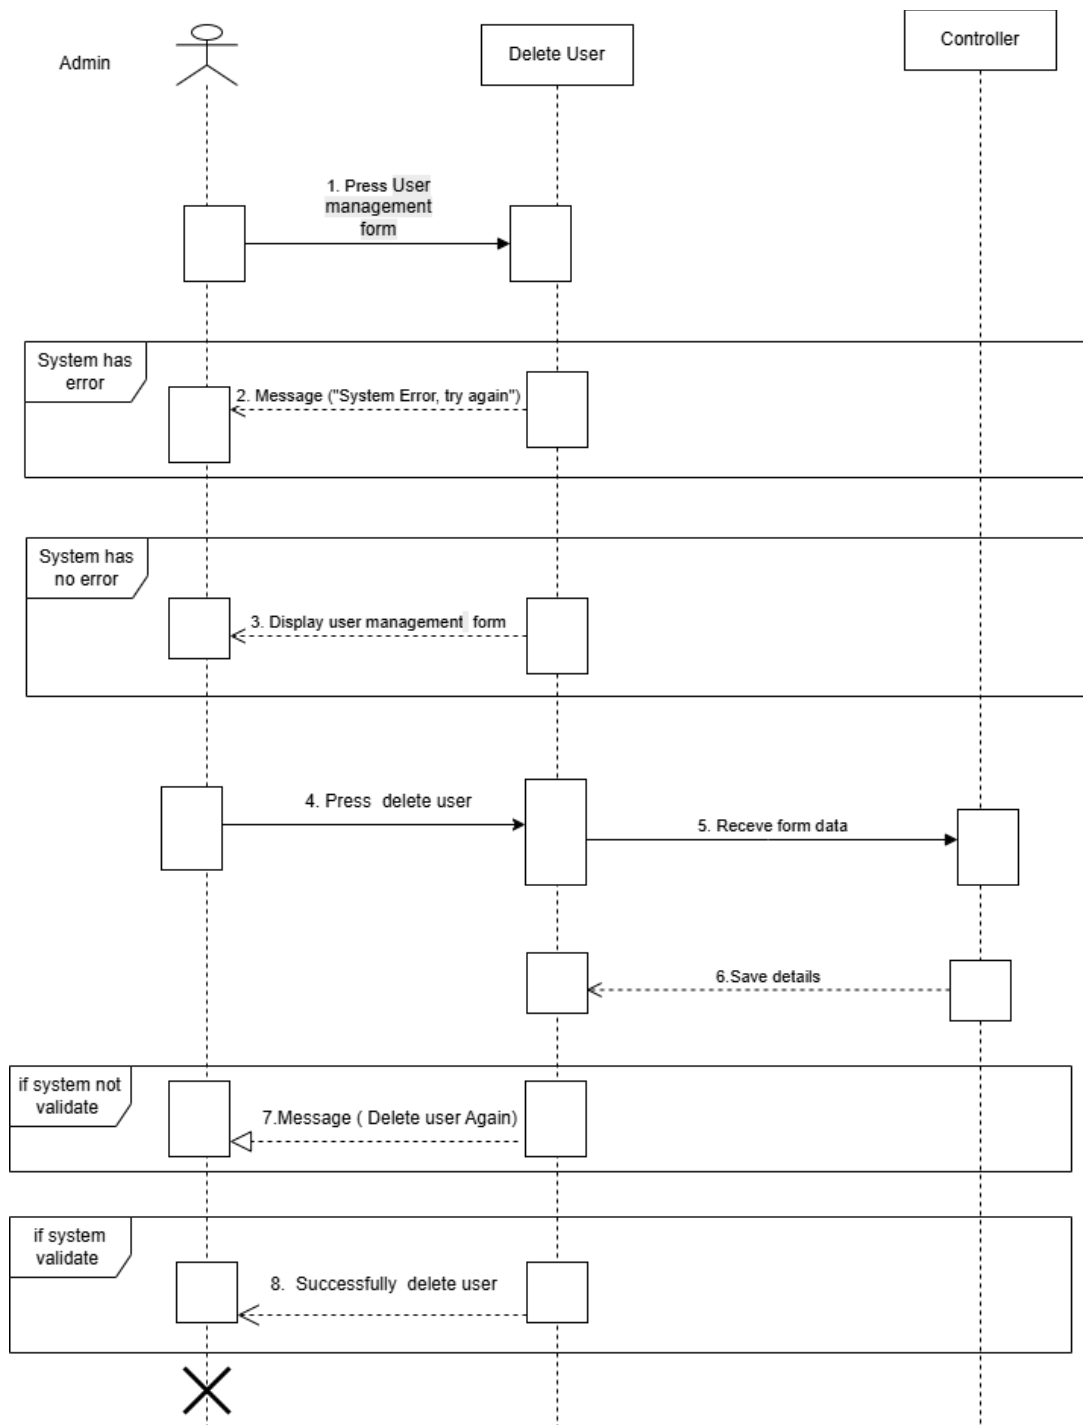 Admin
Delete User
Controller
1. Press User
management
form
System has
error
2. Message ("System Error, try again")
System has
no error
3. Display user management form
4. Press delete user
5. Receve form data
6.Save details
if system not
validate
7.Message ( Delete user Again)
if system
validate
8. Successfully delete user